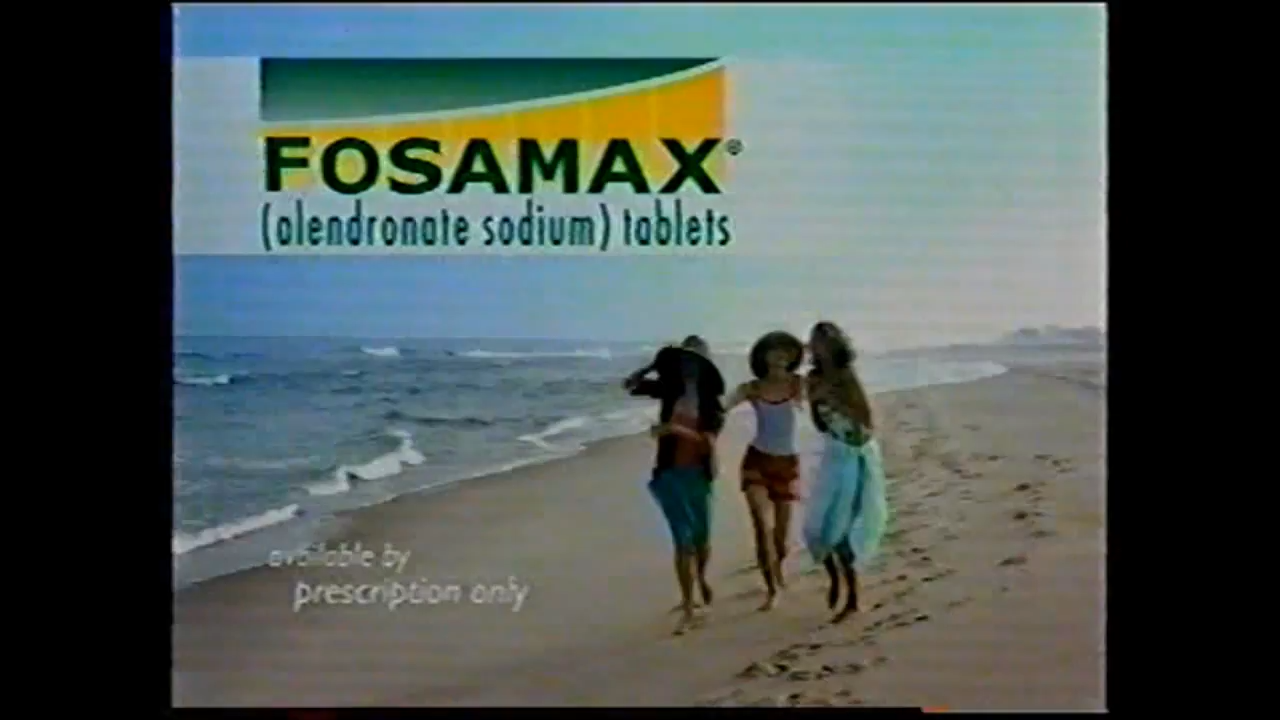 FOSAMAX®
(alendronate sodium) tablets
available by
prescription only